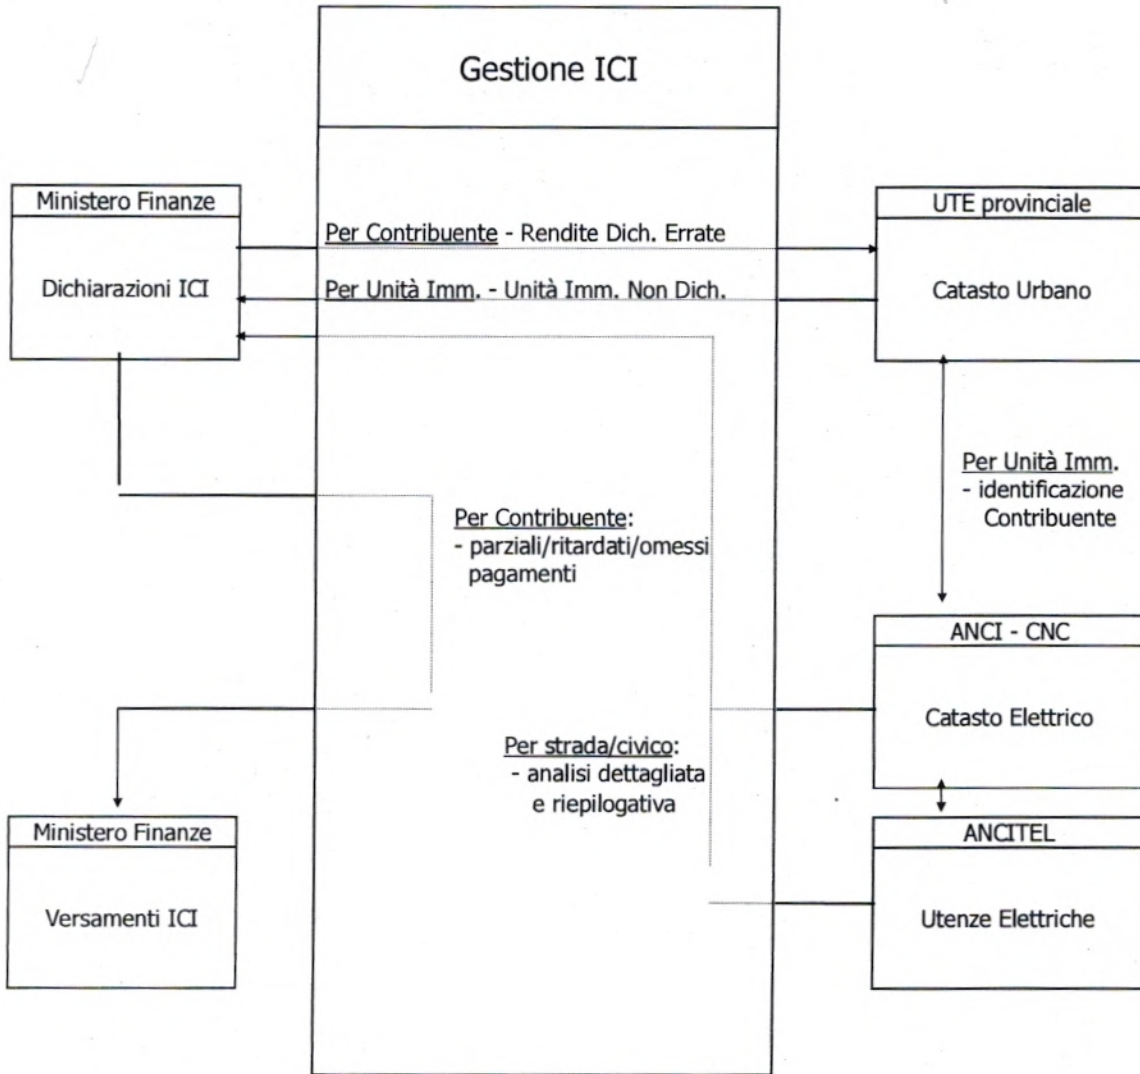 Gestione ICI
Ministero Finanze
Dichiarazioni ICI
Per Contribuente - Rendite Dich. Errate
Per Unità Imm. - Unità Imm. Non Dich.
UTE provinciale
Catasto Urbano
Per Unità Imm.
- identificazione
Contribuente
Per Contribuente:
- parziali/ritardati/omessi
pagamenti
ANCI - CNC
Catasto Elettrico
Per strada/civico:
- analisi dettagliata
e riepilogativa
Ministero Finanze
Versamenti ICI
ANCITEL
Utenze Elettriche